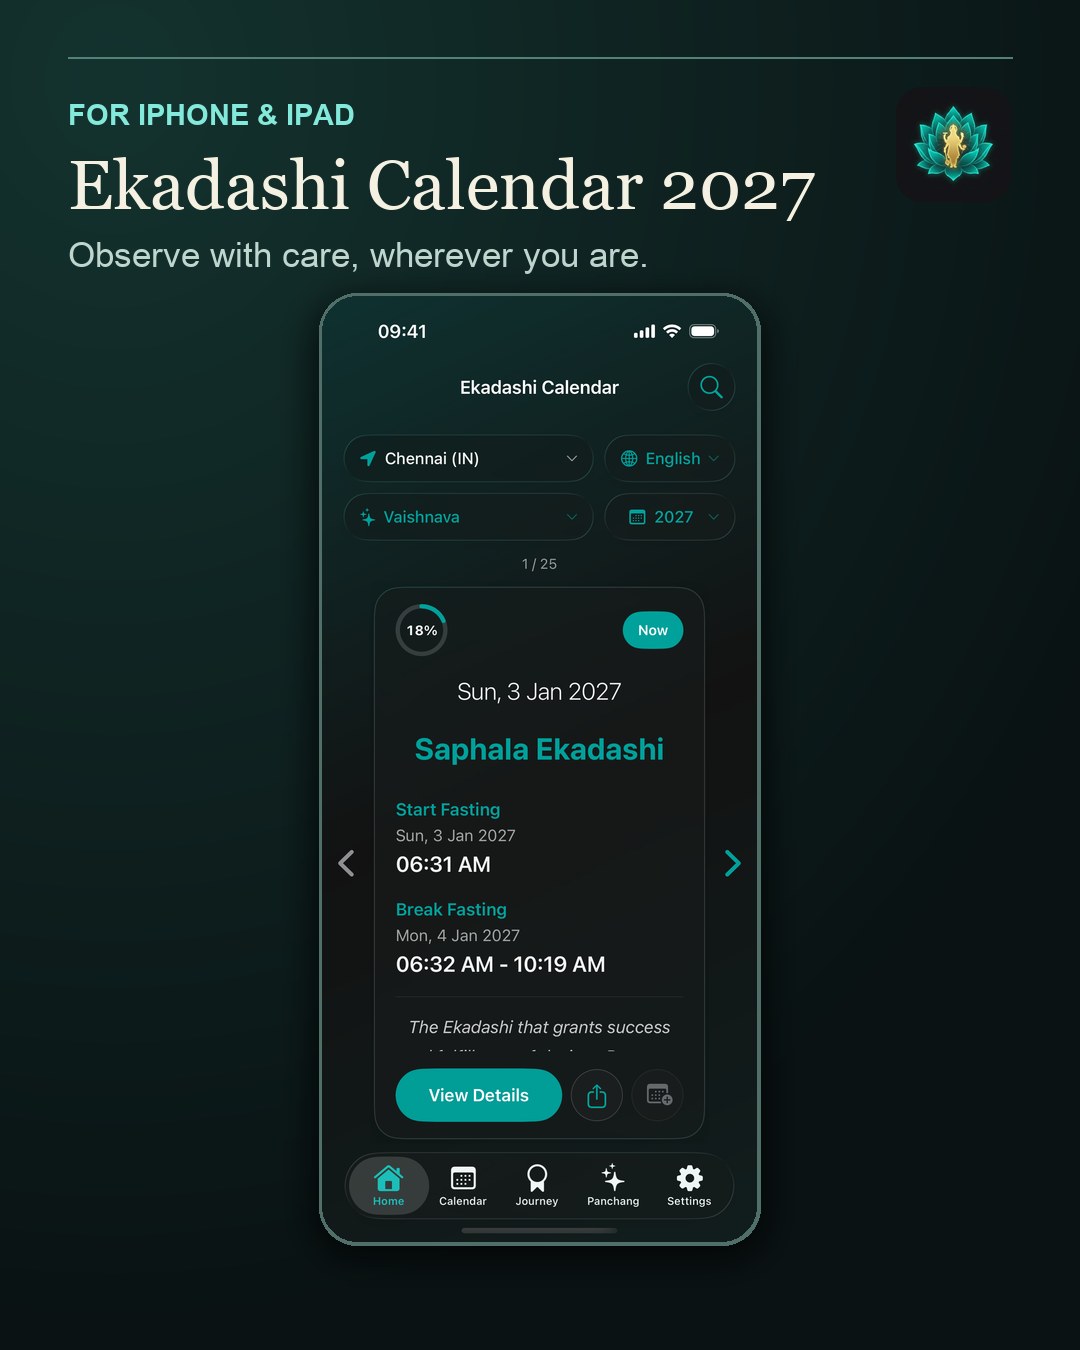 FOR IPHONE & IPAD
Ekadashi Calendar 2027
Observe with care, wherever you are.
09:41
Ekadashi Calendar
Chennai (IN)
English
Vaishnava
2027
1 / 25
18%
Now
Sun, 3 Jan 2027
Saphala Ekadashi
Start Fasting
Sun, 3 Jan 2027
06:31 AM
Break Fasting
Mon, 4 Jan 2027
06:32 AM - 10:19 AM
The Ekadashi that grants success
View Details
Home
Calendar
Journey
Panchang
Settings